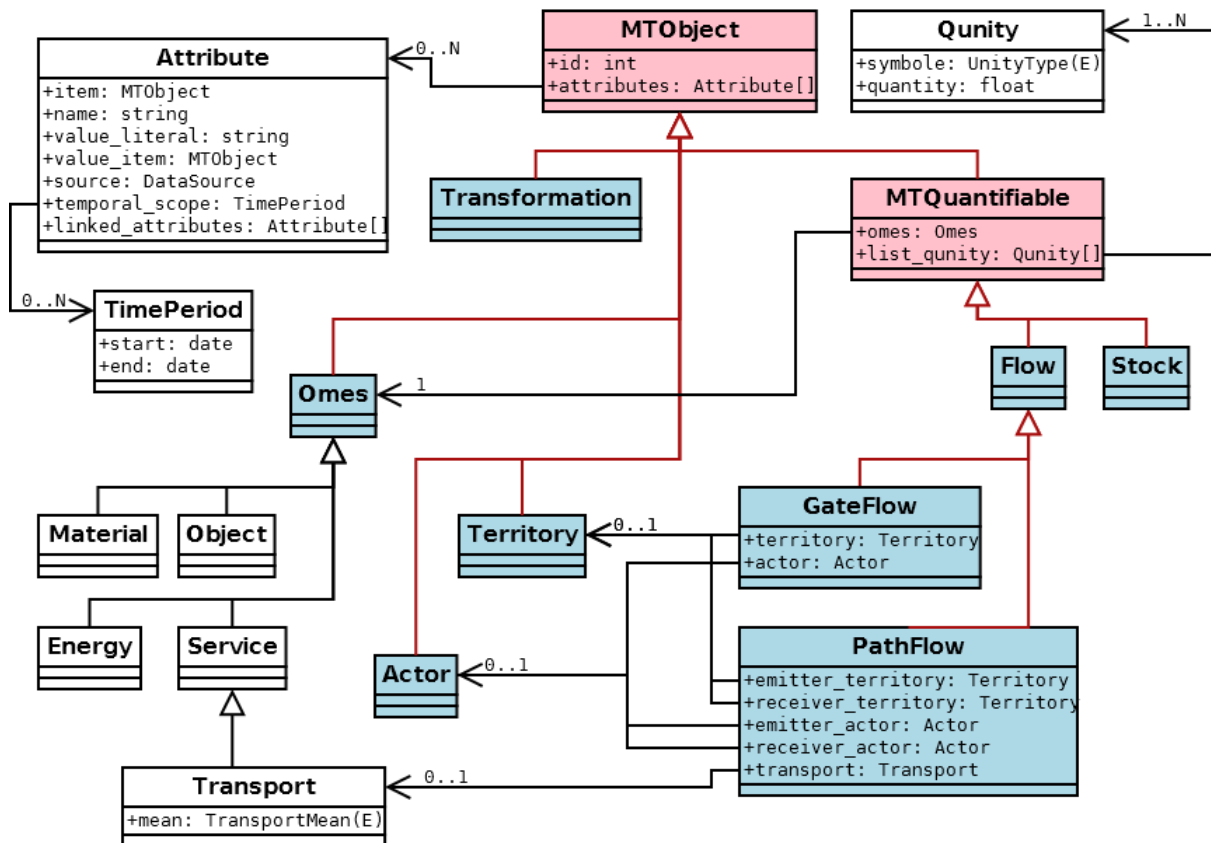 MTObject
+id: int
+attributes: Attribute[]
Qunity
+symbole: UnityType(E)
+quantity: float
1..N
Attribute
+item: MTObject
+name: string
+value_literal: string
+value_item: MTObject
+source: DataSource
+temporal_scope: TimePeriod
+linked_attributes: Attribute[]
0..N
Transformation
MTQuantifiable
+omes: Omes
+list_qunity: Qunity[]
0..N
TimePeriod
+start: date
+end: date
Omes
1
Flow
Stock
Material
Object
Territory
0..1
GateFlow
+territory: Territory
+actor: Actor
Energy
Service
Actor
0..1
PathFlow
+emitter_territory: Territory
+receiver_territory: Territory
+emitter_actor: Actor
+receiver_actor: Actor
+transport: Transport
Transport
+mean: TransportMean(E)
0..1